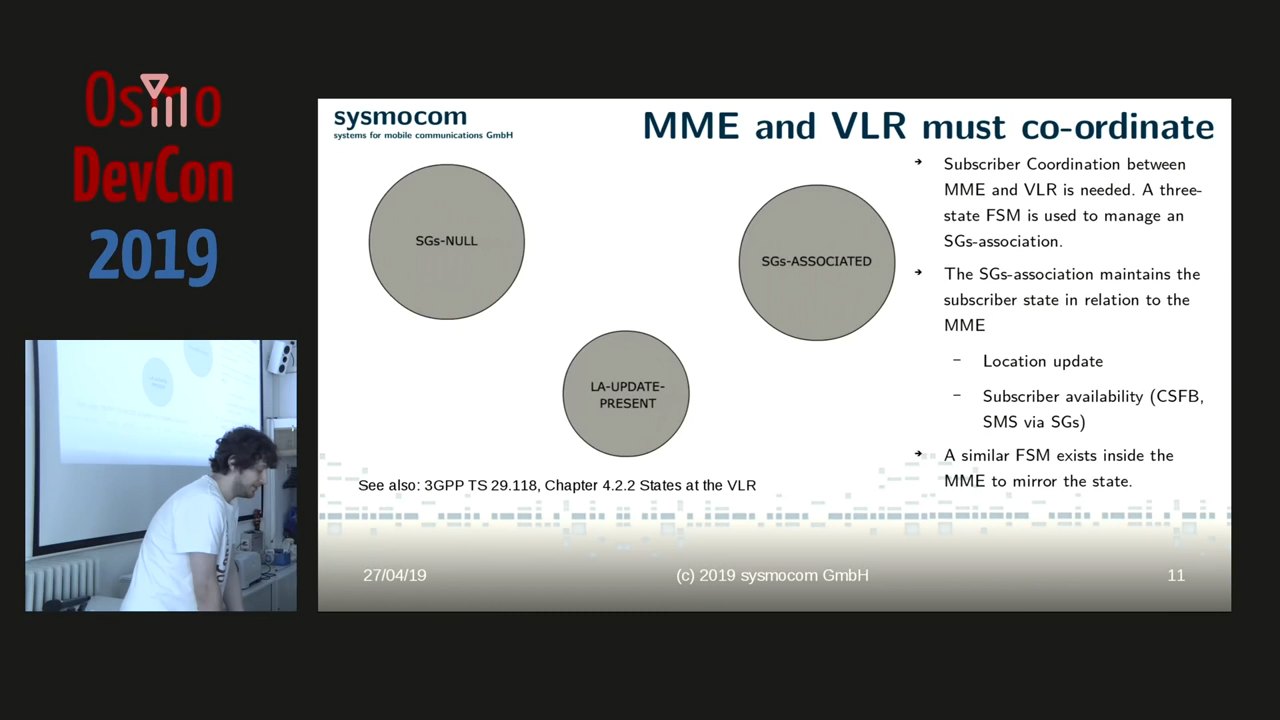 Osmo
DevCon
2019
sysmocom
systems for mobile communications GmbH
MME and VLR must co-ordinate
SGs-NULL
SGs-ASSOCIATED
LA-UPDATE-
PRESENT
See also: 3GPP TS 29.118, Chapter 4.2.2 States at the VLR
➔ Subscriber Coordination between
MME and VLR is needed. A three-
state FSM is used to manage an
SGs-association.
➔ The SGs-association maintains the
subscriber state in relation to the
MME
– Location update
– Subscriber availability (CSFB,
SMS via SGs)
➔ A similar FSM exists inside the
MME to mirror the state.
27/04/19
(c) 2019 sysmocom GmbH
11